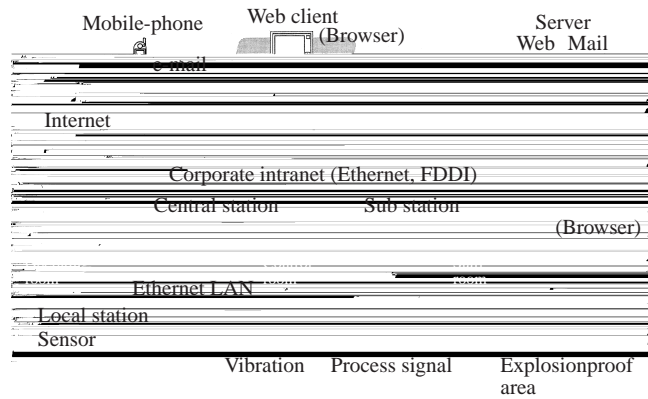 Mobile-phone
Web client
(Browser)
Server
Web Mail
e-mail
Internet
Corporate intranet (Ethernet, FDDI)
Central station
Sub station
(Browser)
room
room
room
Ethernet LAN
Local station
Sensor
Vibration
Process signal
Explosionproof
area